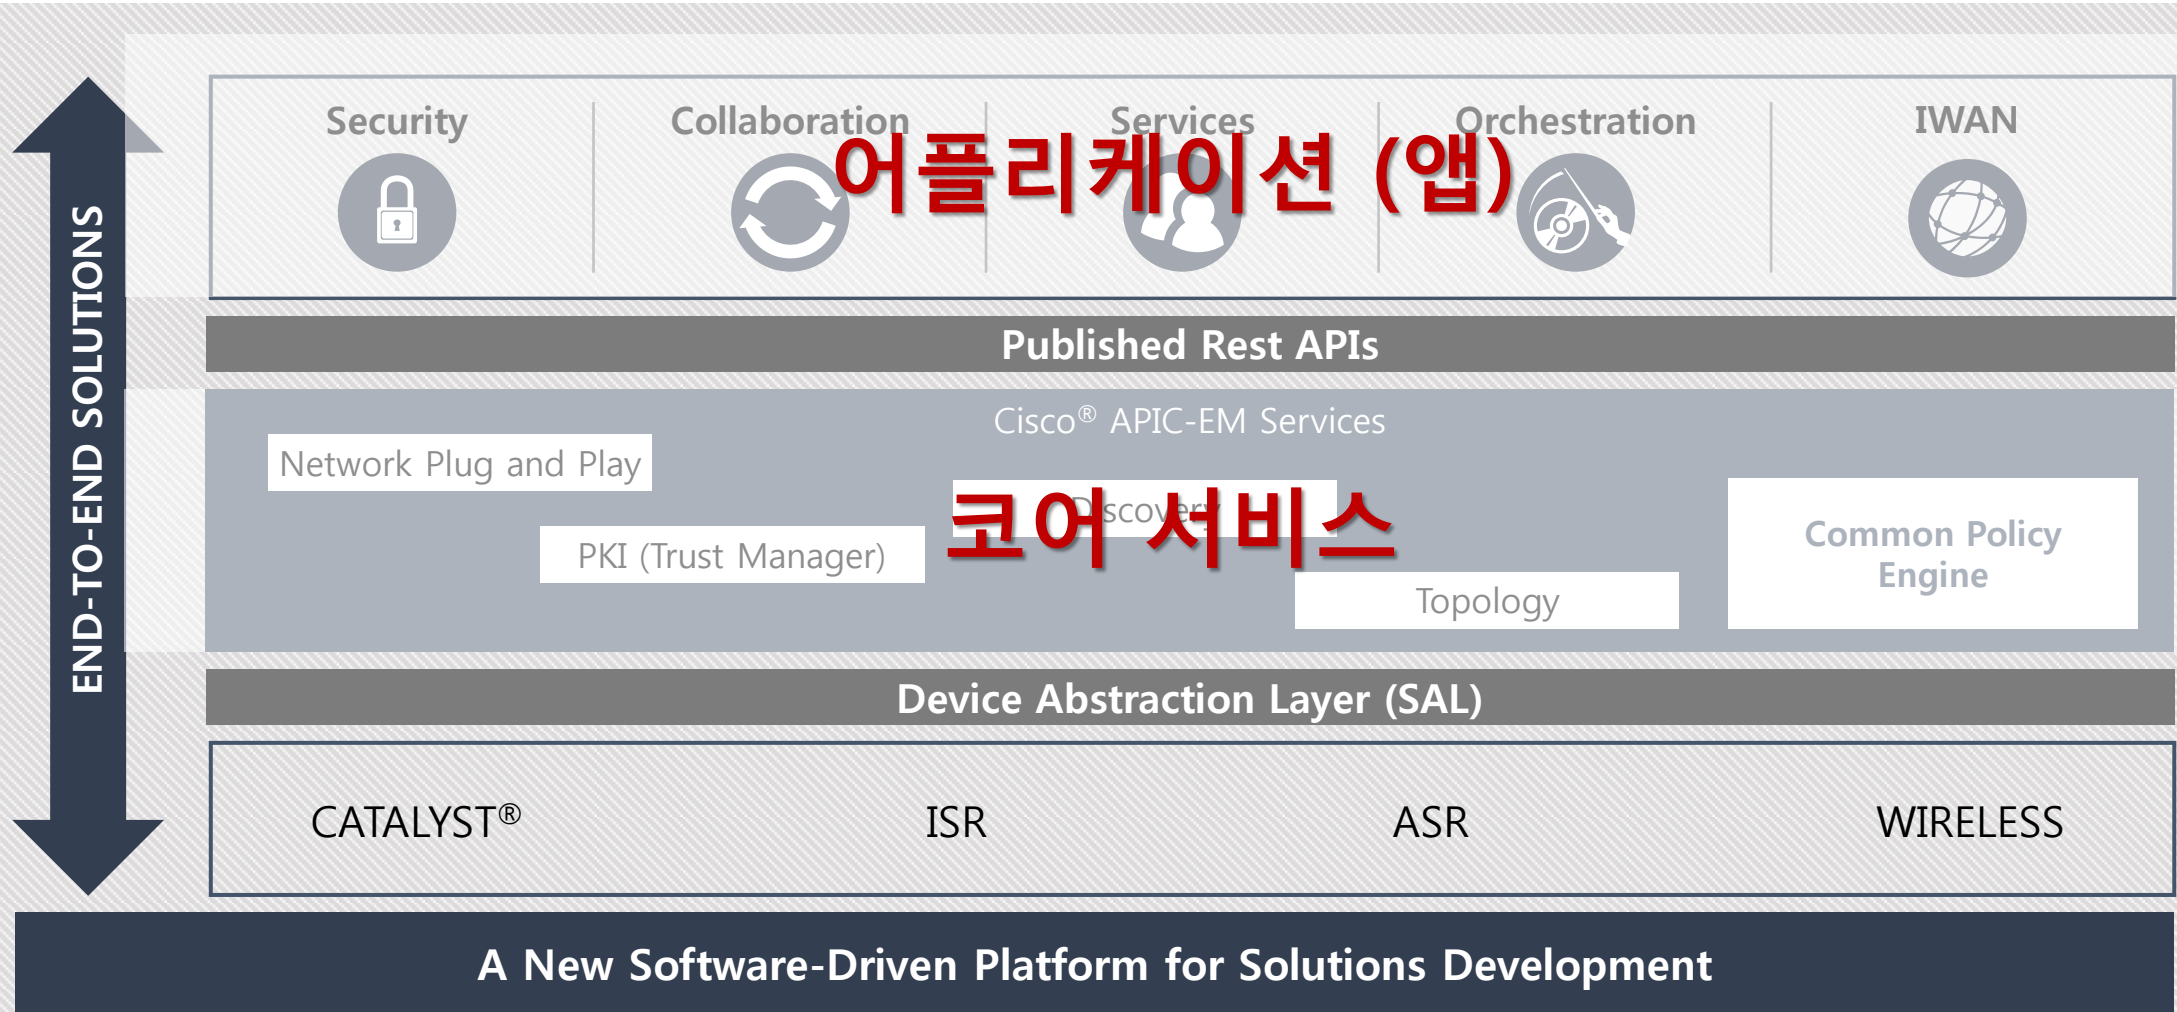 END-TO-END SOLUTIONS
Security
Collaboration
Services
Orchestration
IWAN
어플리케이션 (앱)
Published Rest APIs
Cisco® APIC-EM Services
Network Plug and Play
Discovery
코어 서비스
PKI (Trust Manager)
Topology
Common Policy
Engine
Device Abstraction Layer (SAL)
CATALYST®
ISR
ASR
WIRELESS
A New Software-Driven Platform for Solutions Development